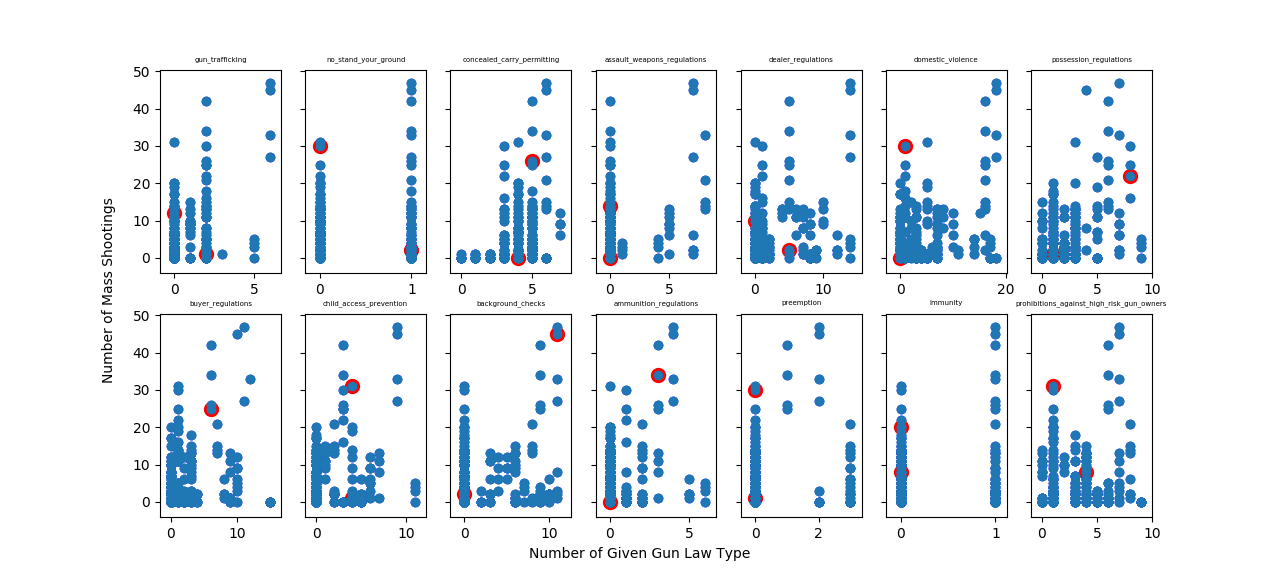 gun_trafficking no_stand_your_ground concealed_carry_permitting assault_weapons_regulations dealer_regulations domestic_violence possession_regulations
50
40
30
20
10
0
0 5 0 1 0 5 0 5 0 10 0 20 0 5 10
buyer_regulations child_access_prevention background_checks ammunition_regulations preemption immunity prohibitions_against_high_risk_gun_owners
50
40
30
20
10
0
0 10 0 10 0 10 0 5 0 2 0 1 0 5 10
Number of Mass Shootings
Number of Given Gun Law Type